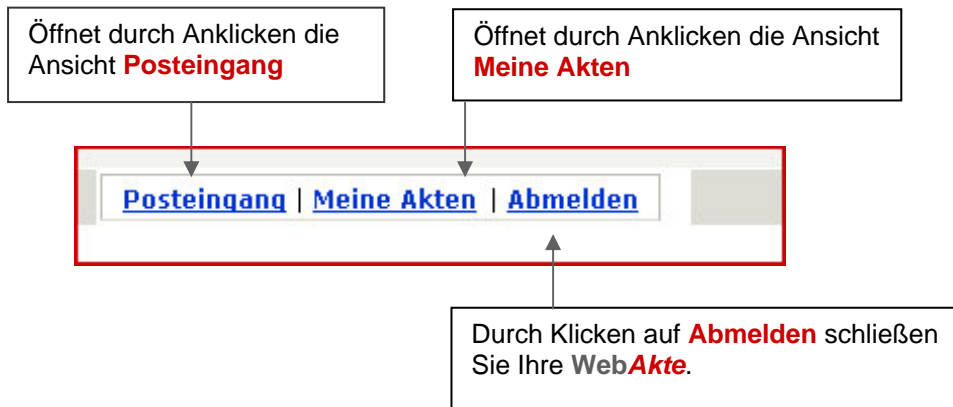 Öffnet durch Anklicken die
Ansicht Posteingang
Öffnet durch Anklicken die Ansicht
Meine Akten
Posteingang | Meine Akten | Abmelden
Durch Klicken auf Abmelden schließen
Sie Ihre WebAkte.